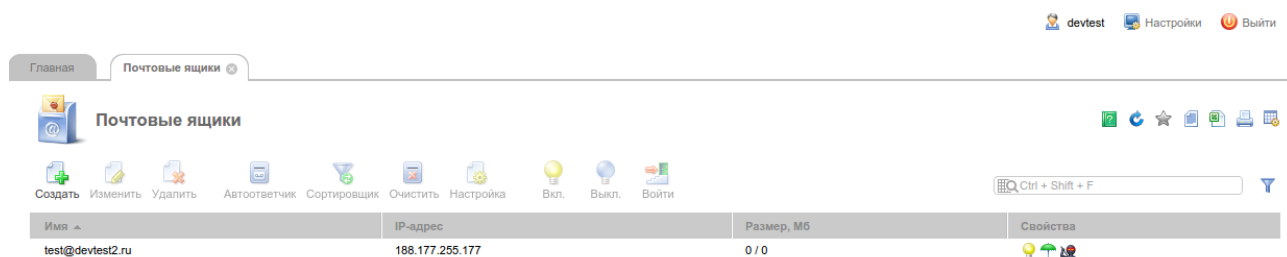 devtest Настройки Выйти
Главная Почтовые ящики
Почтовые ящики
Создать Изменить Удалить Автоответчик Сортировщик Очистить Настройка Вкл. Выкл. Войти
Ctrl + Shift + F
Имя IP-адрес Размер, Мб Свойства
test@devtest2.ru 188.177.255.177 0 / 0